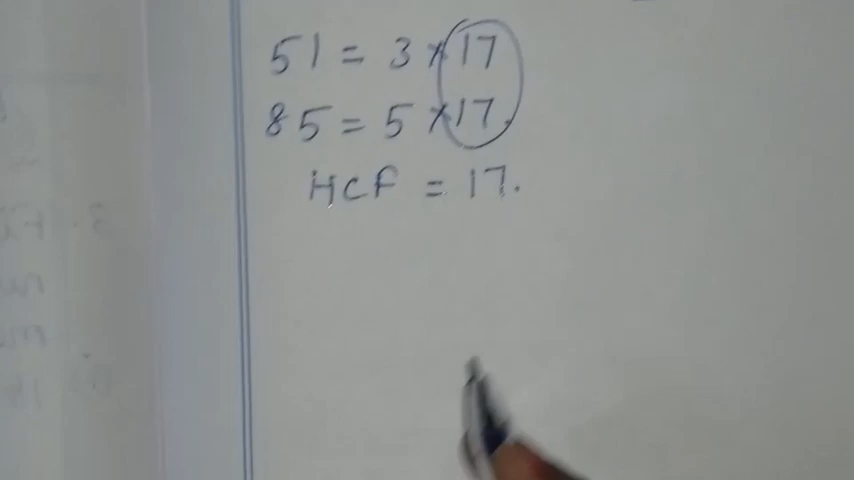 51 = 3 × 17
85 = 5 × 17.
HCF = 17.